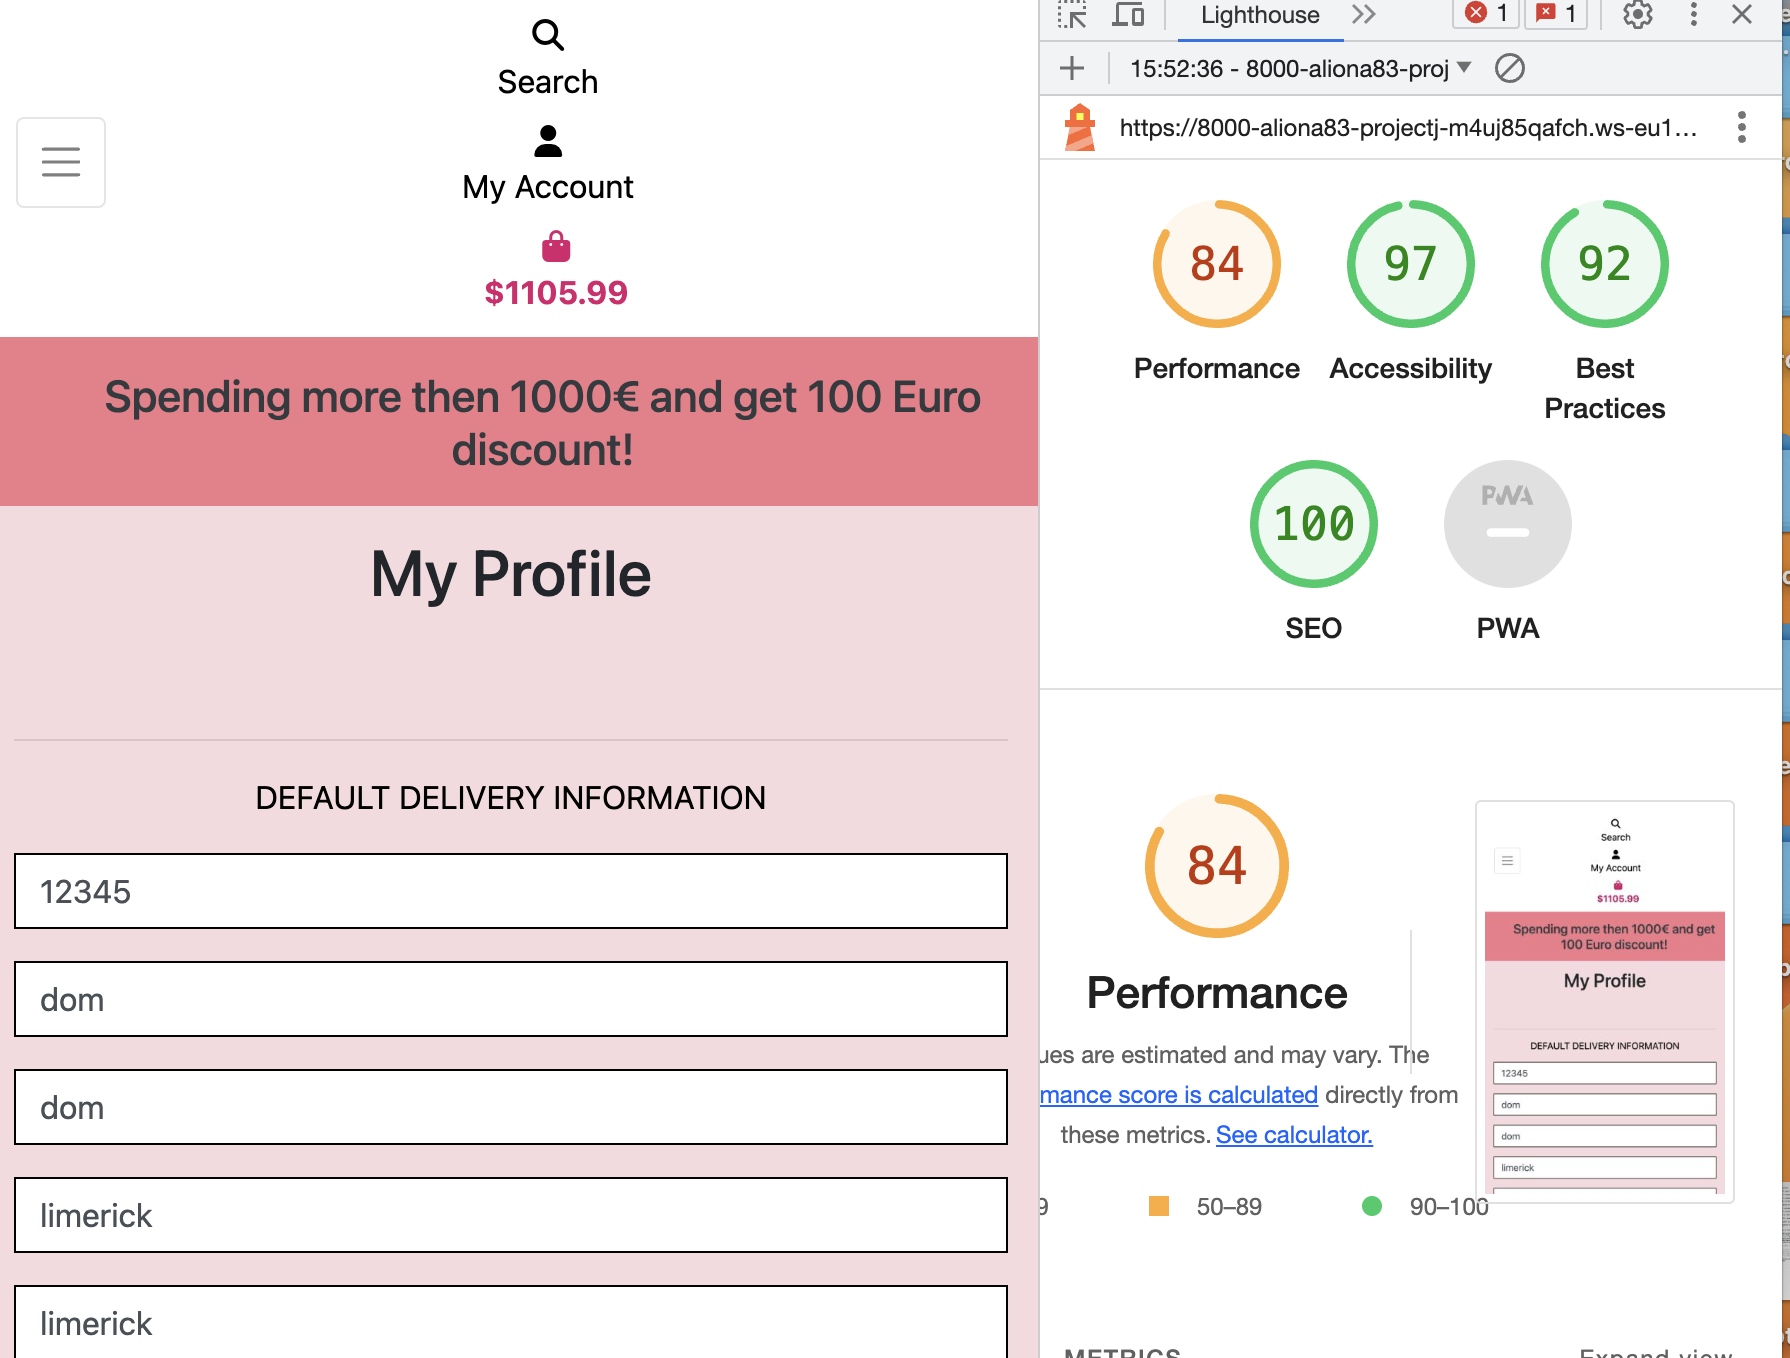 Search
My Account
$1105.99
Spending more then 1000€ and get 100 Euro
discount!
My Profile
DEFAULT DELIVERY INFORMATION
12345
dom
dom
limerick
limerick
Lighthouse
1
1
15:52:36 - 8000-aliona83-proj
https://8000-aliona83-projectj-m4uj85qafch.ws-eu1…
84
97
92
Performance
Accessibility
Best
Practices
PWA
100
SEO
PWA
84
Performance
ues are estimated and may vary. The
mance score is calculated directly from
these metrics. See calculator.
9
50–89
90–100
Search
My Account
$1105.99
Spending more then 1000€ and get
100 Euro discount!
My Profile
DEFAULT DELIVERY INFORMATION
12345
dom
dom
limerick
METRICS
Expand view